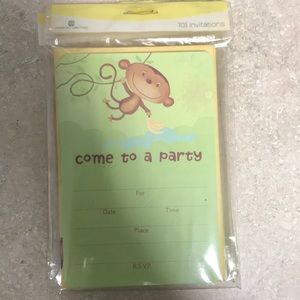 10 Invitations
come to a party
For
Date Time
Place
R.S.V.P.